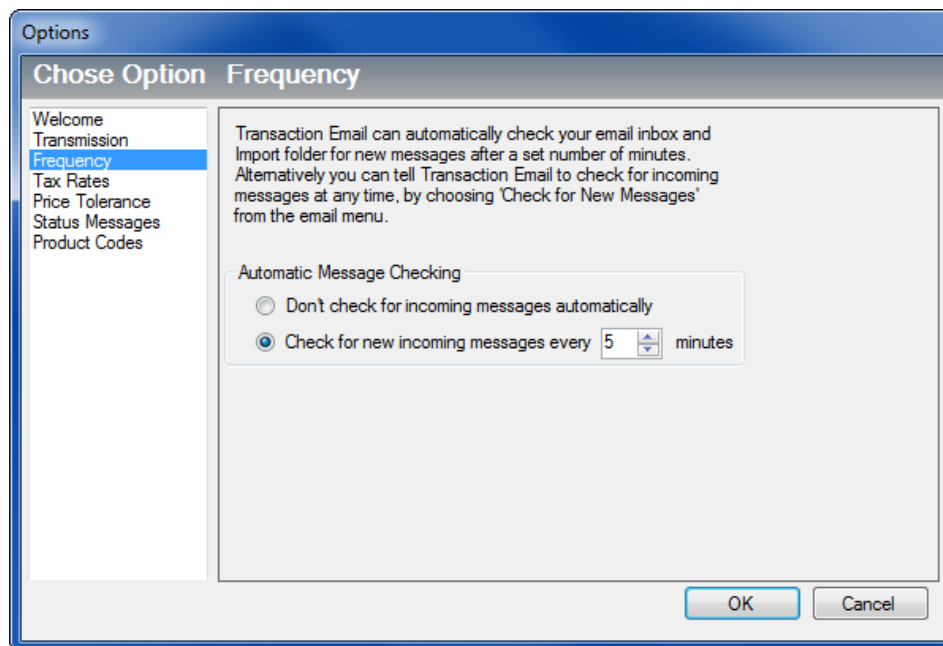 Options
Chose Option Frequency
Welcome
Transmission
Frequency
Tax Rates
Price Tolerance
Status Messages
Product Codes
Transaction Email can automatically check your email inbox and
Import folder for new messages after a set number of minutes.
Alternatively you can tell Transaction Email to check for incoming
messages at any time, by choosing 'Check for New Messages'
from the email menu.
Automatic Message Checking
Don't check for incoming messages automatically
Check for new incoming messages every 5 minutes
OK Cancel